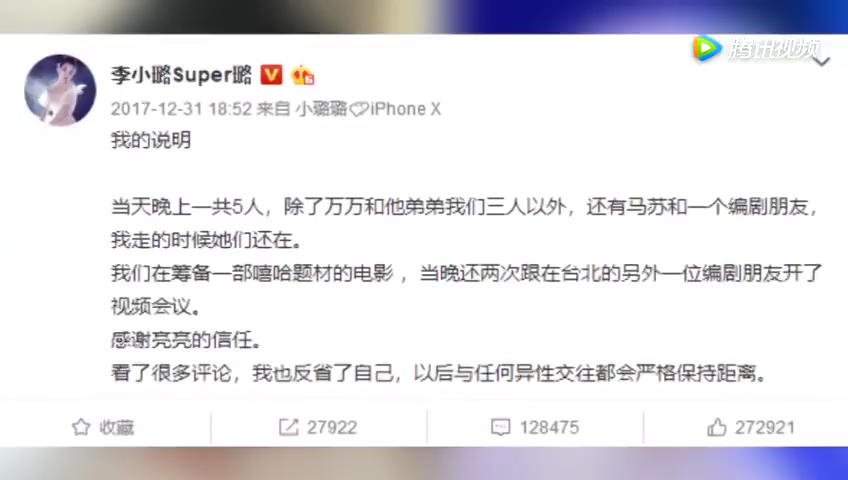 腾讯视频
李小璐Super璐
2017-12-31 18:52 来自 小璐璐♡iPhone X
我的说明
当天晚上一共5人，除了万万和他弟弟我们三人以外，还有马苏和一个编剧朋友，
我走的时候她们还在。
我们在筹备一部嘻哈题材的电影 ，当晚还两次跟在台北的另外一位编剧朋友开了
视频会议。
感谢亮亮的信任。
看了很多评论，我也反省了自己，以后与任何异性交往都会严格保持距离。
收藏 27922 128475 272921